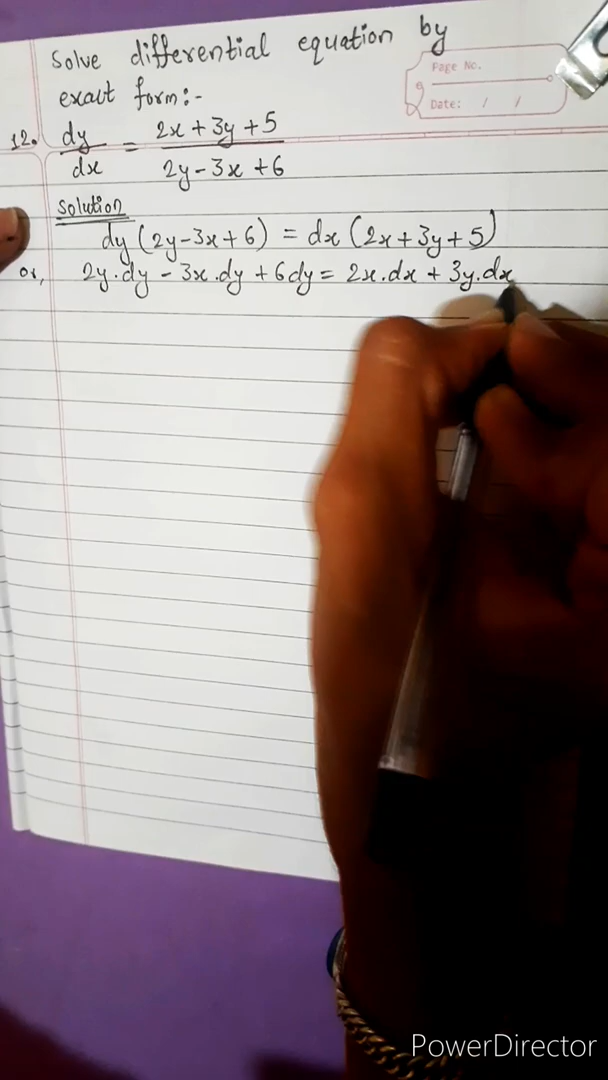 Solve differential equation by
exact form:-
Page No.
Date: / /
12. dy/dx = (2x + 3y + 5)/(2y - 3x + 6)
Solution
dy (2y-3x+6) = dx (2x+3y+5)
or, 2y.dy - 3x.dy + 6dy = 2x.dx + 3y.dx
PowerDirector